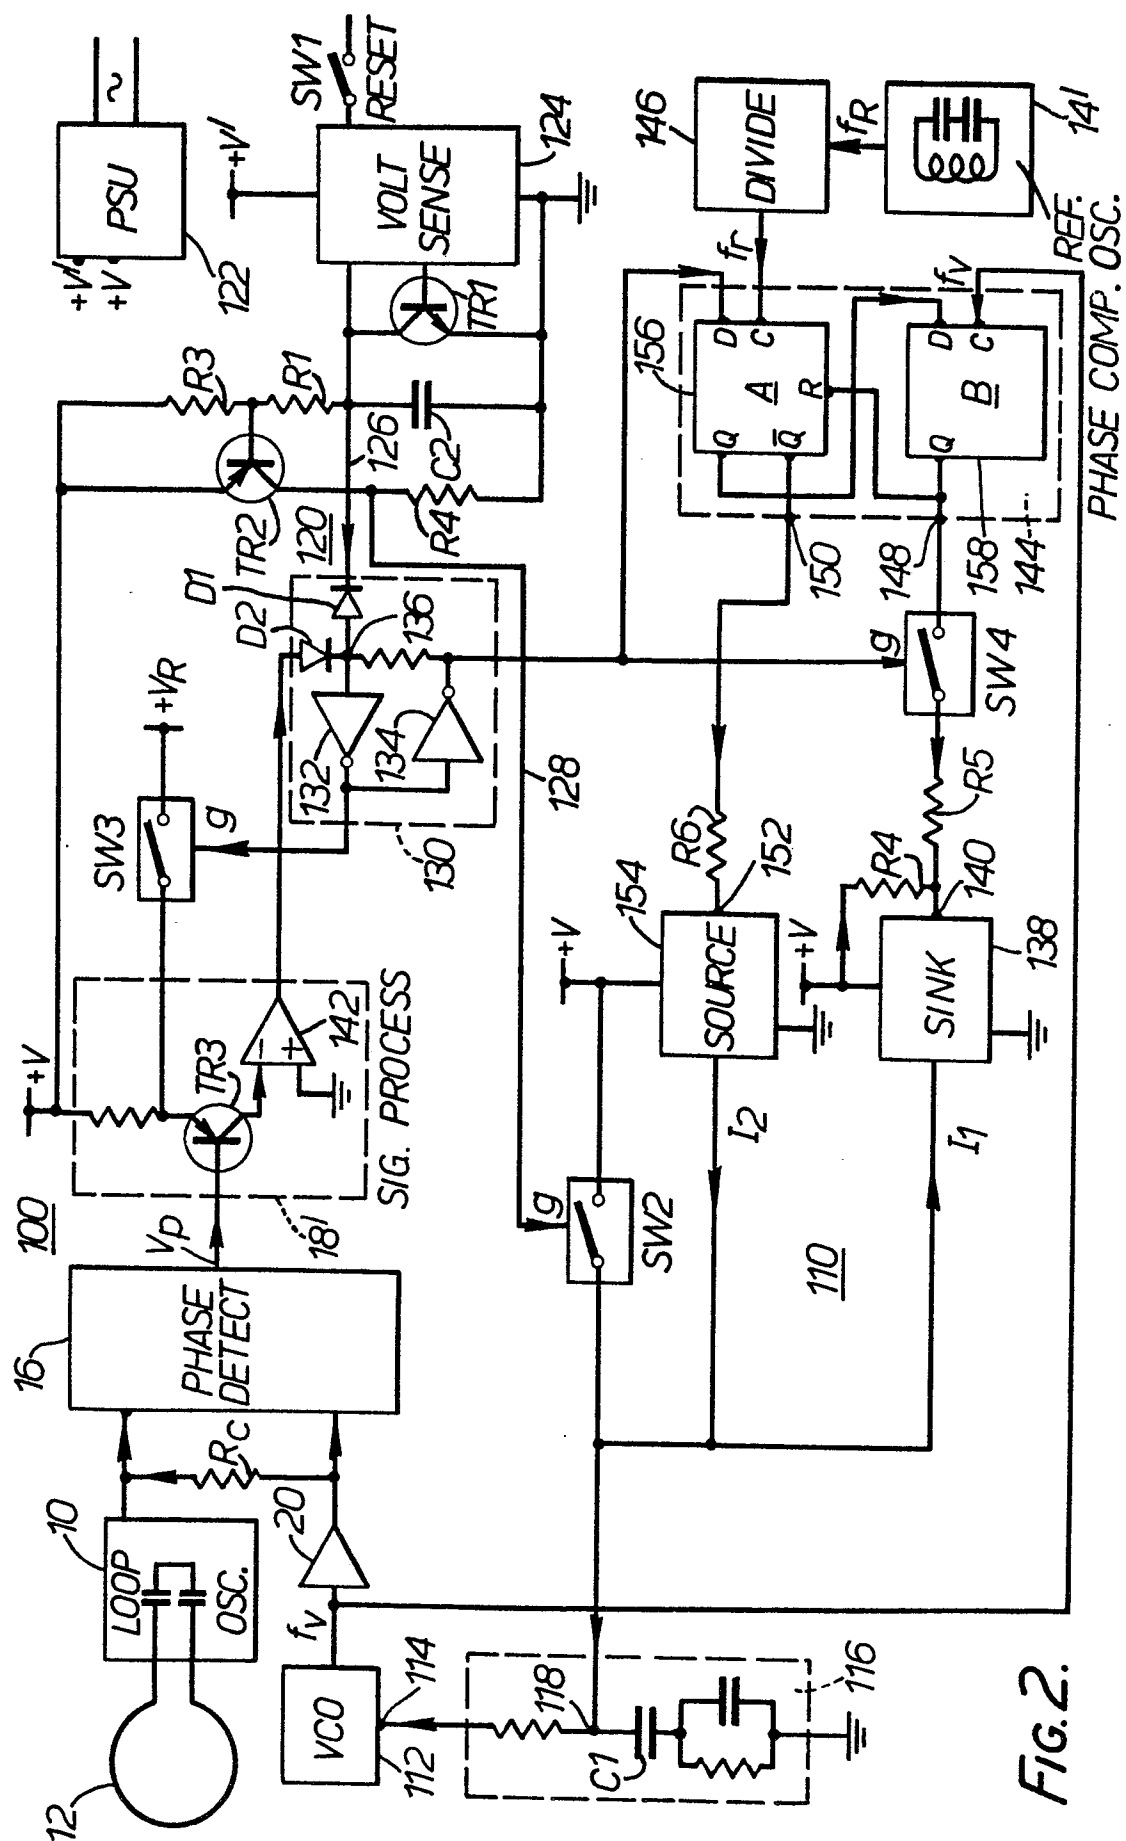 100
12
10
LOOP
OSC.
RC
16
PHASE
DETECT
Vp
18'
SIG. PROCESS
+V
TR3
142
−
+
SW3
g
+VR
PSU
+V'
+V
122
~
R3
R1
TR2
D1
D2
120
126
C2
R4
TR1
+V'
VOLT
SENSE
124
SW1
RESET
132
134
136
130
128
fv
20
VCO
112
114
118
C1
116
g
SW2
110
I2
I1
+V
154
SOURCE
152
R6
+V
SINK
138
140
R4
R5
g
SW4
150
148
158
144
156
Q
Q̄
A
D
C
R
Q
B
D
C
fv
fr
PHASE COMP.
146
DIVIDE
fR
141
REF.
OSC.
FIG.2.